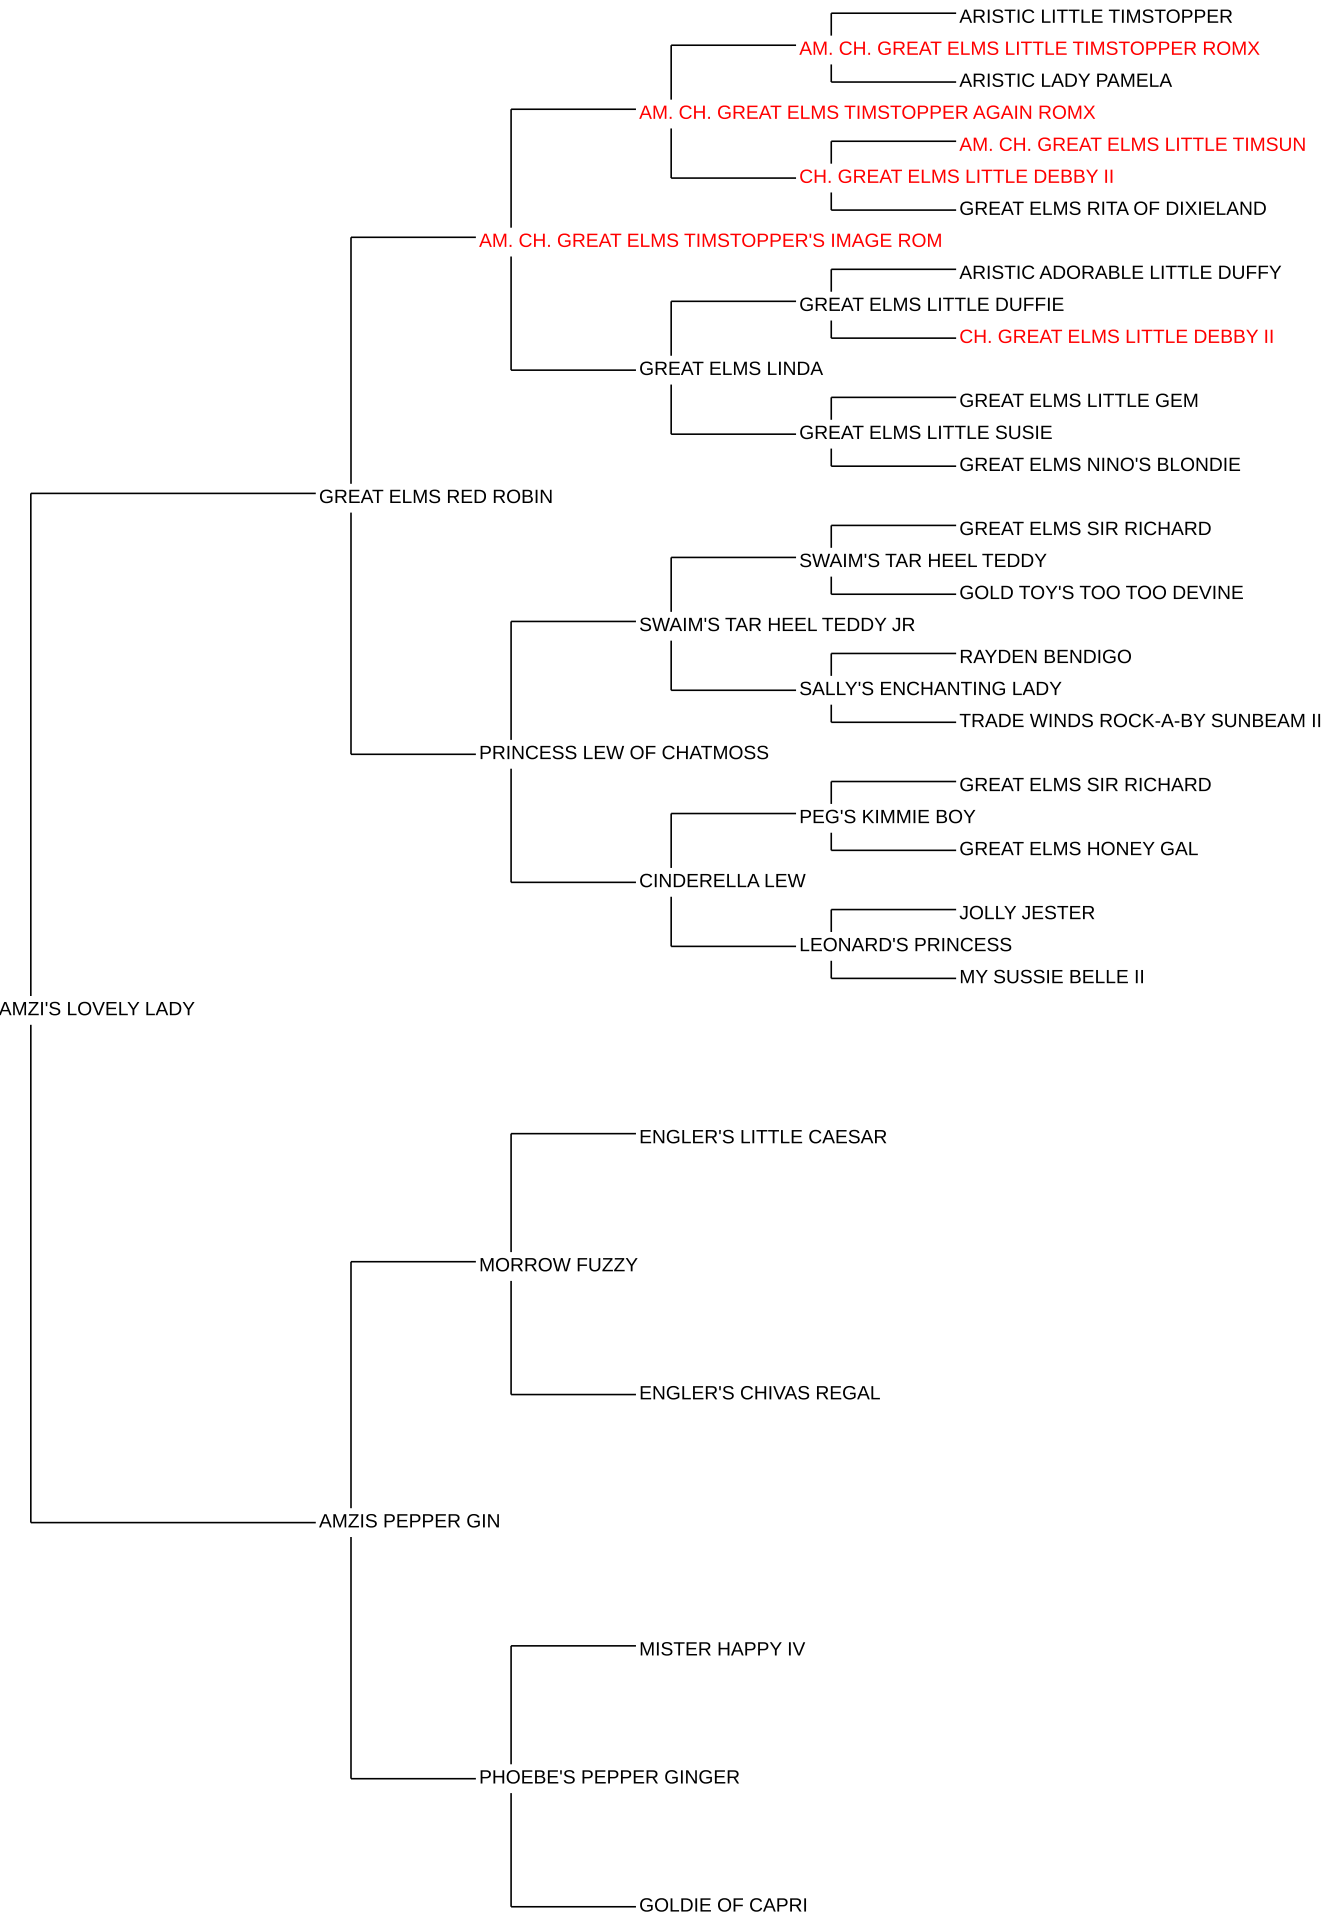 ARISTIC LITTLE TIMSTOPPER
AM. CH. GREAT ELMS LITTLE TIMSTOPPER ROMX
ARISTIC LADY PAMELA
AM. CH. GREAT ELMS TIMSTOPPER AGAIN ROMX
AM. CH. GREAT ELMS LITTLE TIMSUN
CH. GREAT ELMS LITTLE DEBBY II
GREAT ELMS RITA OF DIXIELAND
AM. CH. GREAT ELMS TIMSTOPPER'S IMAGE ROM
ARISTIC ADORABLE LITTLE DUFFY
GREAT ELMS LITTLE DUFFIE
CH. GREAT ELMS LITTLE DEBBY II
GREAT ELMS LINDA
GREAT ELMS LITTLE GEM
GREAT ELMS LITTLE SUSIE
GREAT ELMS NINO'S BLONDIE
GREAT ELMS RED ROBIN
GREAT ELMS SIR RICHARD
SWAIM'S TAR HEEL TEDDY
GOLD TOY'S TOO TOO DEVINE
SWAIM'S TAR HEEL TEDDY JR
RAYDEN BENDIGO
SALLY'S ENCHANTING LADY
TRADE WINDS ROCK-A-BY SUNBEAM II
PRINCESS LEW OF CHATMOSS
GREAT ELMS SIR RICHARD
PEG'S KIMMIE BOY
GREAT ELMS HONEY GAL
CINDERELLA LEW
JOLLY JESTER
LEONARD'S PRINCESS
MY SUSSIE BELLE II
AMZI'S LOVELY LADY
ENGLER'S LITTLE CAESAR
MORROW FUZZY
ENGLER'S CHIVAS REGAL
AMZIS PEPPER GIN
MISTER HAPPY IV
PHOEBE'S PEPPER GINGER
GOLDIE OF CAPRI